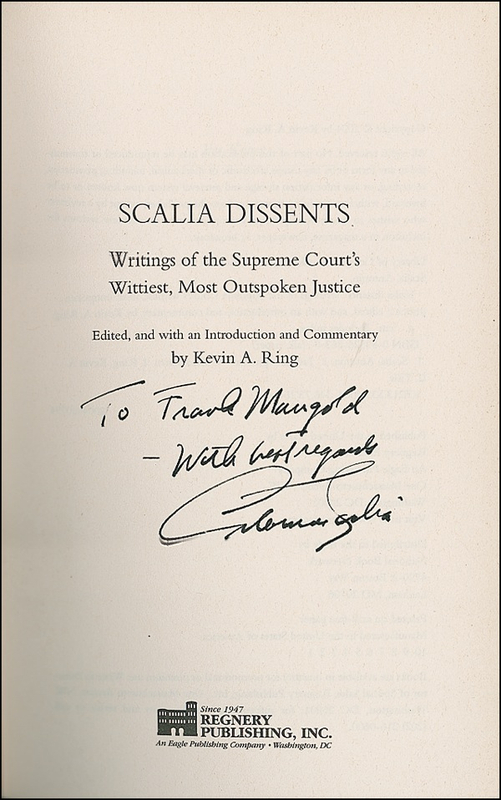 SCALIA DISSENTS
Writings of the Supreme Court's
Wittiest, Most Outspoken Justice
Edited, and with an Introduction and Commentary
by Kevin A. Ring
To Frank Mangold
– With best regards
Antonin Scalia
Since 1947
REGNERY
PUBLISHING, INC.
An Eagle Publishing Company • Washington, DC